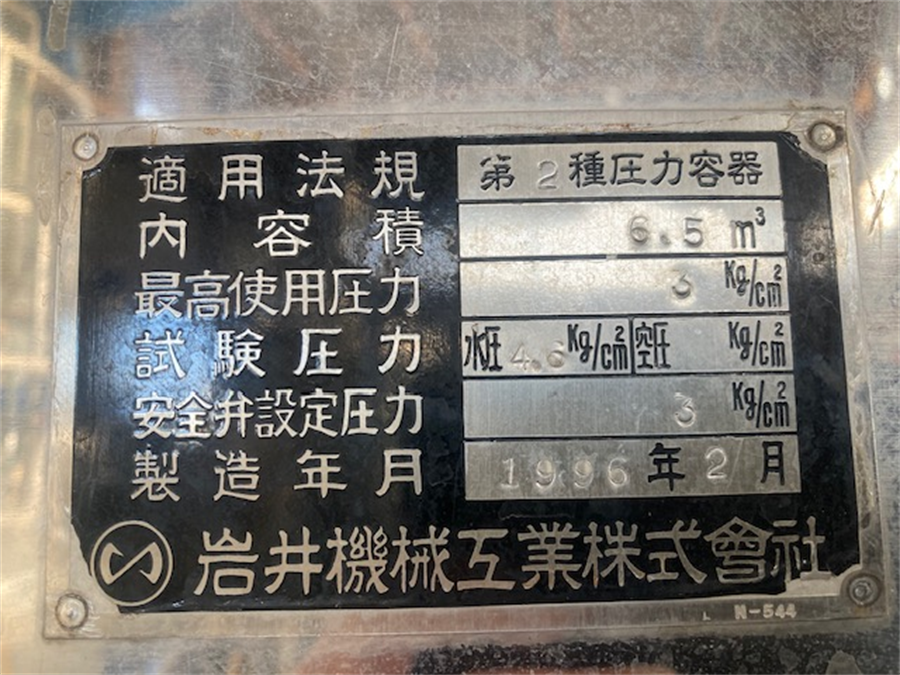 適用法規 第2種圧力容器
内容積 6.5 m³
最高使用圧力 3 Kg/cm²
試験圧力 水圧 4.6 Kg/cm² 空圧 Kg/cm²
安全弁設定圧力 3 Kg/cm²
製造年月 1996年2月
岩井機械工業株式會社
N-544